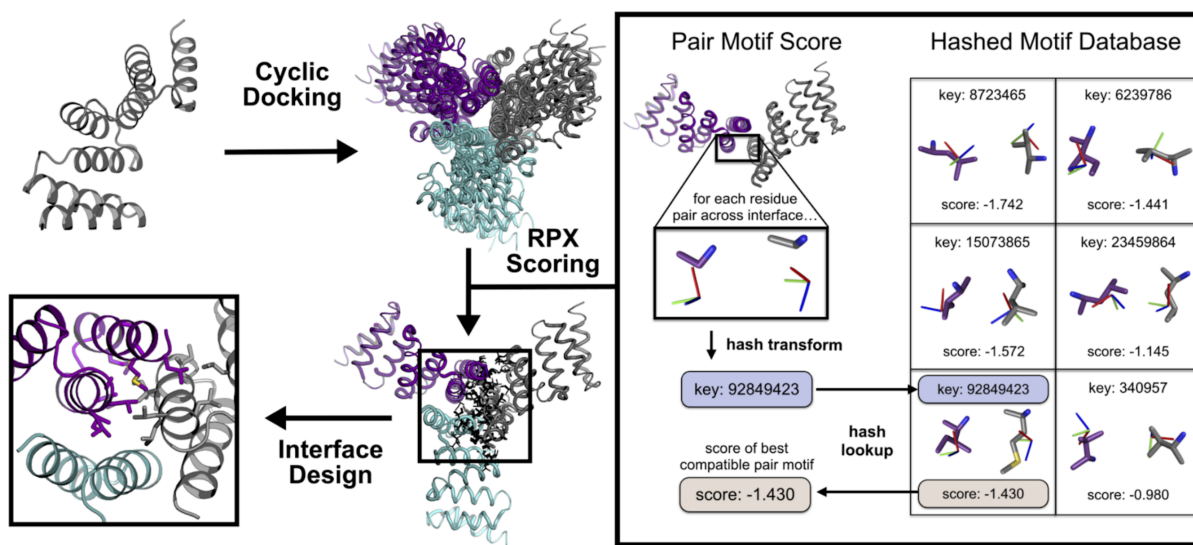 Cyclic
Docking
RPX
Scoring
Interface
Design
Pair Motif Score
for each residue
pair across interface...
hash transform
key: 92849423
hash
lookup
score of best
compatible pair motif
score: -1.430
Hashed Motif Database
key: 8723465
key: 6239786
score: -1.742
score: -1.441
key: 15073865
key: 23459864
score: -1.572
score: -1.145
key: 92849423
key: 340957
score: -1.430
score: -0.980